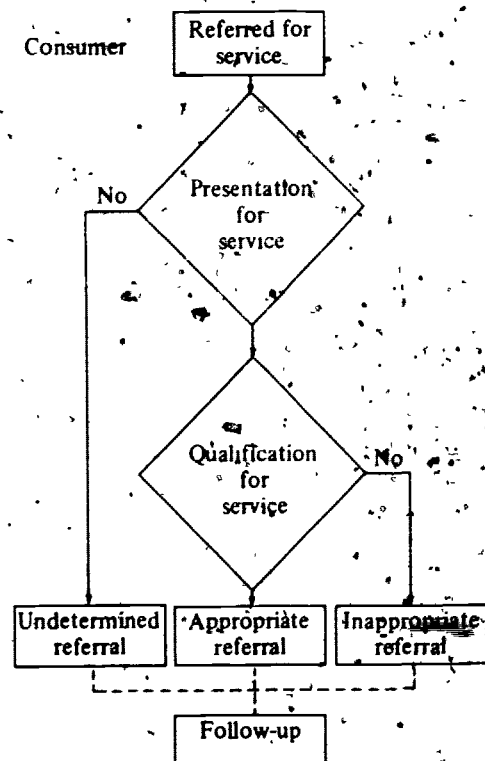 Consumer
Referred for
service
Presentation
for
service
No
Qualification
for
service
No
Undetermined
referral
Appropriate
referral
Inappropriate
referral
Follow-up